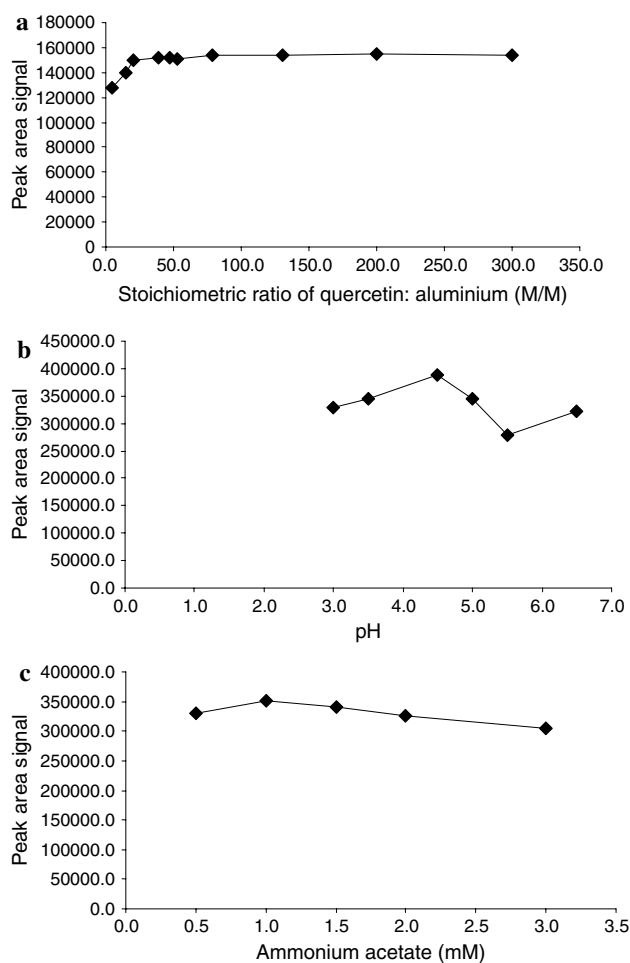 a
180000
160000
140000
120000
100000
80000
60000
40000
20000
0
Peak area signal
0.0 50.0 100.0 150.0 200.0 250.0 300.0 350.0
Stoichiometric ratio of quercetin: aluminium (M/M)
b
450000.0
400000.0
350000.0
300000.0
250000.0
200000.0
150000.0
100000.0
50000.0
0.0
Peak area signal
0.0 1.0 2.0 3.0 4.0 5.0 6.0 7.0
pH
c
400000.0
350000.0
300000.0
250000.0
200000.0
150000.0
100000.0
50000.0
0.0
Peak area signal
0.0 0.5 1.0 1.5 2.0 2.5 3.0 3.5
Ammonium acetate (mM)